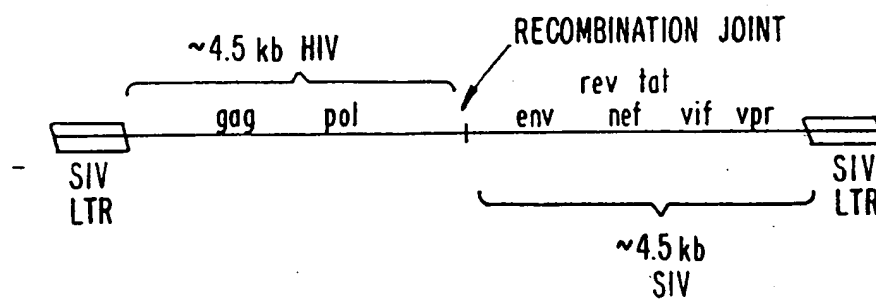 RECOMBINATION JOINT
~4.5 kb HIV
rev tat
gag pol env nef vif vpr
SIV
LTR
SIV
LTR
~4.5 kb
SIV